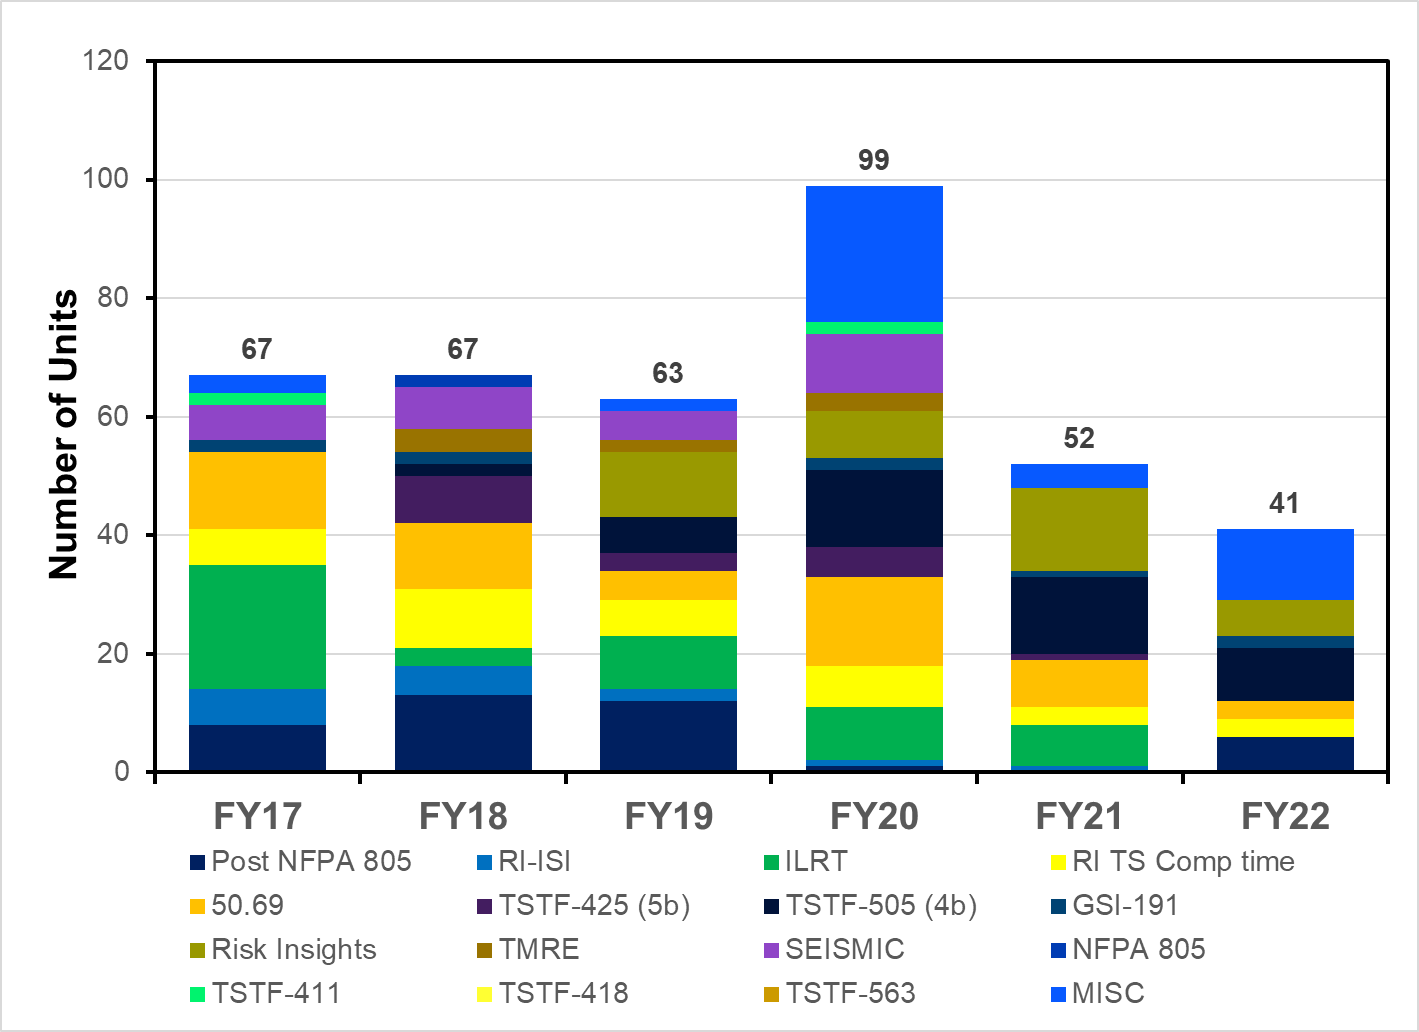 120
100
80
60
40
20
0
Number of Units
67
67
63
99
52
41
FY17 FY18 FY19 FY20 FY21 FY22
Post NFPA 805 RI-ISI ILRT RI TS Comp time
50.69 TSTF-425 (5b) TSTF-505 (4b) GSI-191
Risk Insights TMRE SEISMIC NFPA 805
TSTF-411 TSTF-418 TSTF-563 MISC